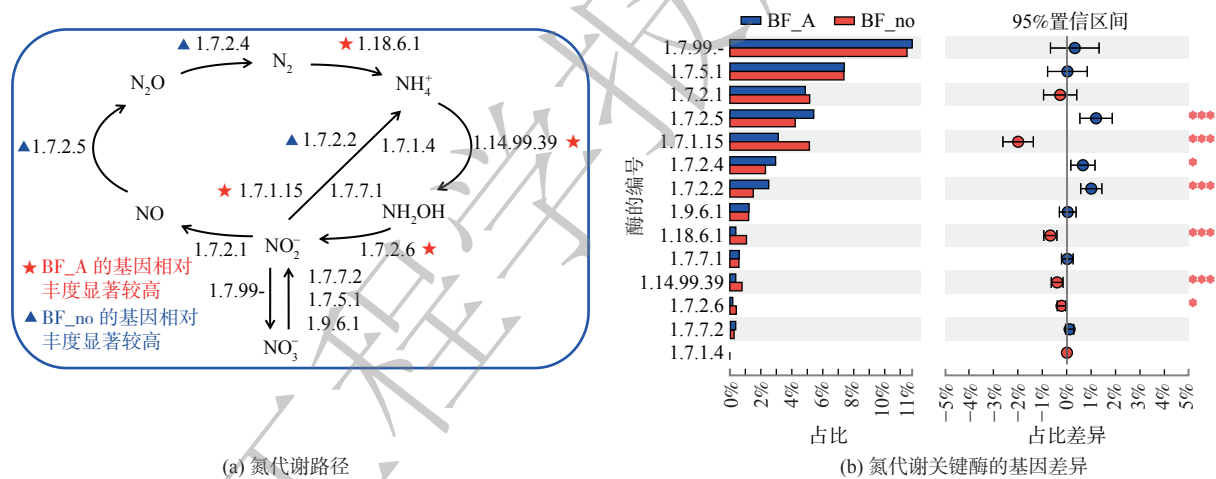 1.7.2.4
1.18.6.1
N₂
N₂O
NH₄⁺
1.7.2.5
1.7.2.2
1.7.1.4
1.14.99.39
1.7.1.15
1.7.7.1
NO
NH₂OH
1.7.2.1
NO₂⁻
1.7.2.6
BF_A 的基因相对
丰度显著较高
BF_no 的基因相对
丰度显著较高
1.7.99-
1.7.7.2
1.7.5.1
1.9.6.1
NO₃⁻
(a) 氮代谢路径
BF_A BF_no
95%置信区间
酶的编号
1.7.99.-
1.7.5.1
1.7.2.1
1.7.2.5 ***
1.7.1.15 ***
1.7.2.4 *
1.7.2.2 ***
1.9.6.1
1.18.6.1 ***
1.7.7.1
1.14.99.39 ***
1.7.2.6 *
1.7.7.2
1.7.1.4
0% 2% 4% 6% 8% 10% 11%
−5% −4% −3% −2% −1% 0% 1% 2% 3% 4% 5%
占比
占比差异
(b) 氮代谢关键酶的基因差异
工程学报